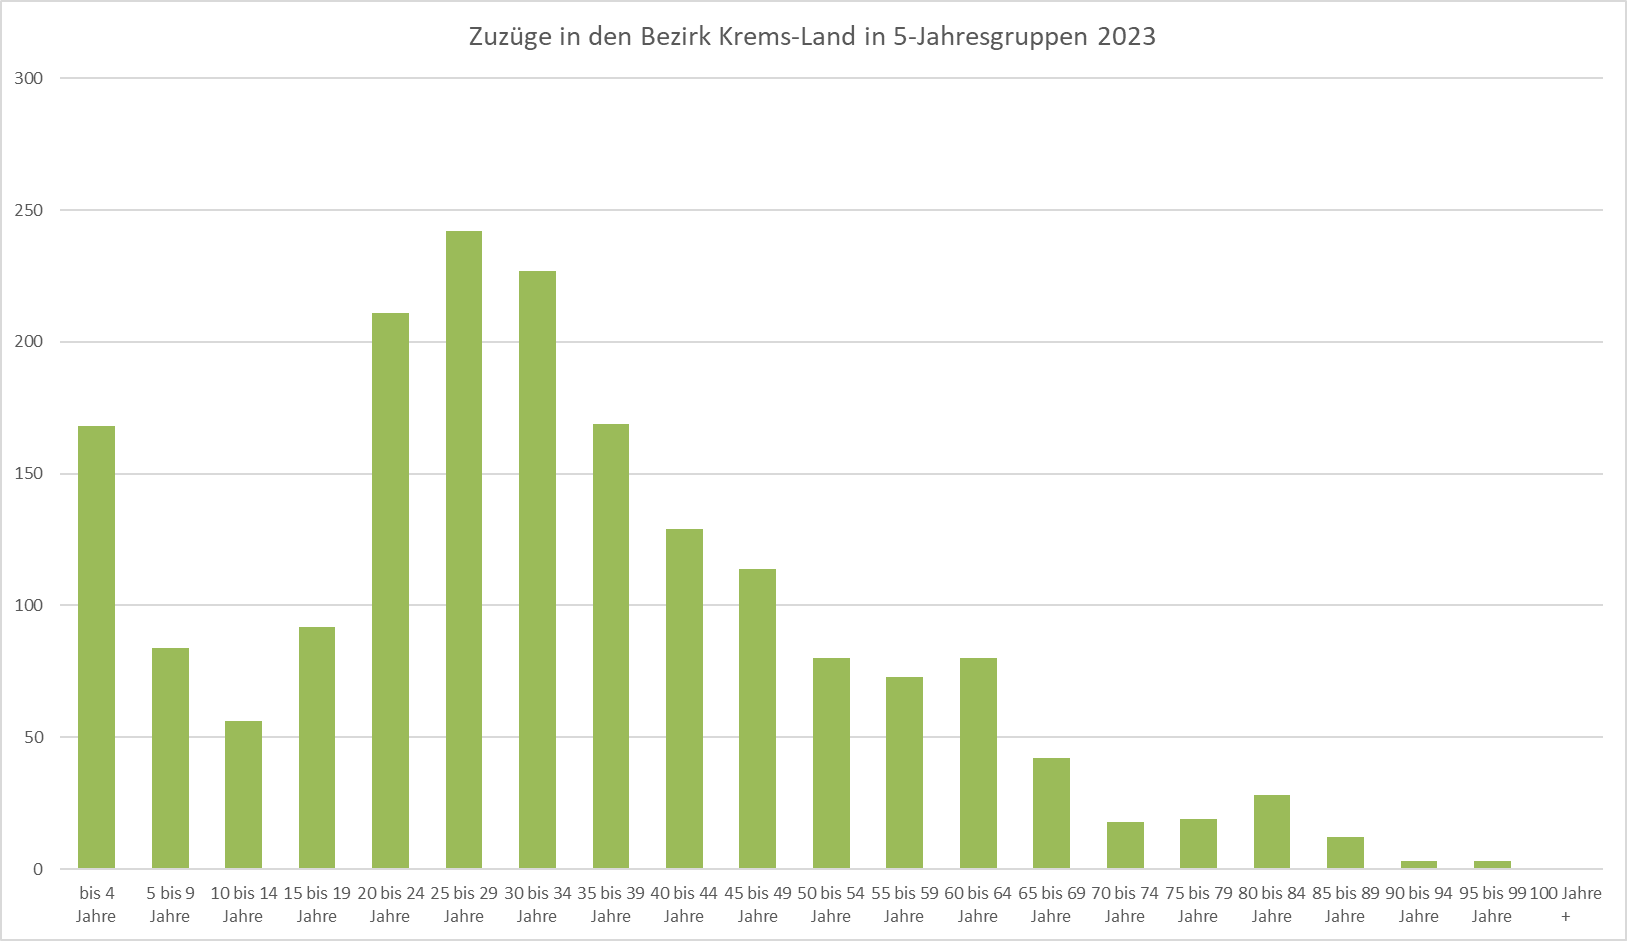 Zuzüge in den Bezirk Krems-Land in 5-Jahresgruppen 2023
300
250
200
150
100
50
0
bis 4 Jahre
5 bis 9 Jahre
10 bis 14 Jahre
15 bis 19 Jahre
20 bis 24 Jahre
25 bis 29 Jahre
30 bis 34 Jahre
35 bis 39 Jahre
40 bis 44 Jahre
45 bis 49 Jahre
50 bis 54 Jahre
55 bis 59 Jahre
60 bis 64 Jahre
65 bis 69 Jahre
70 bis 74 Jahre
75 bis 79 Jahre
80 bis 84 Jahre
85 bis 89 Jahre
90 bis 94 Jahre
95 bis 99 Jahre
100 Jahre +